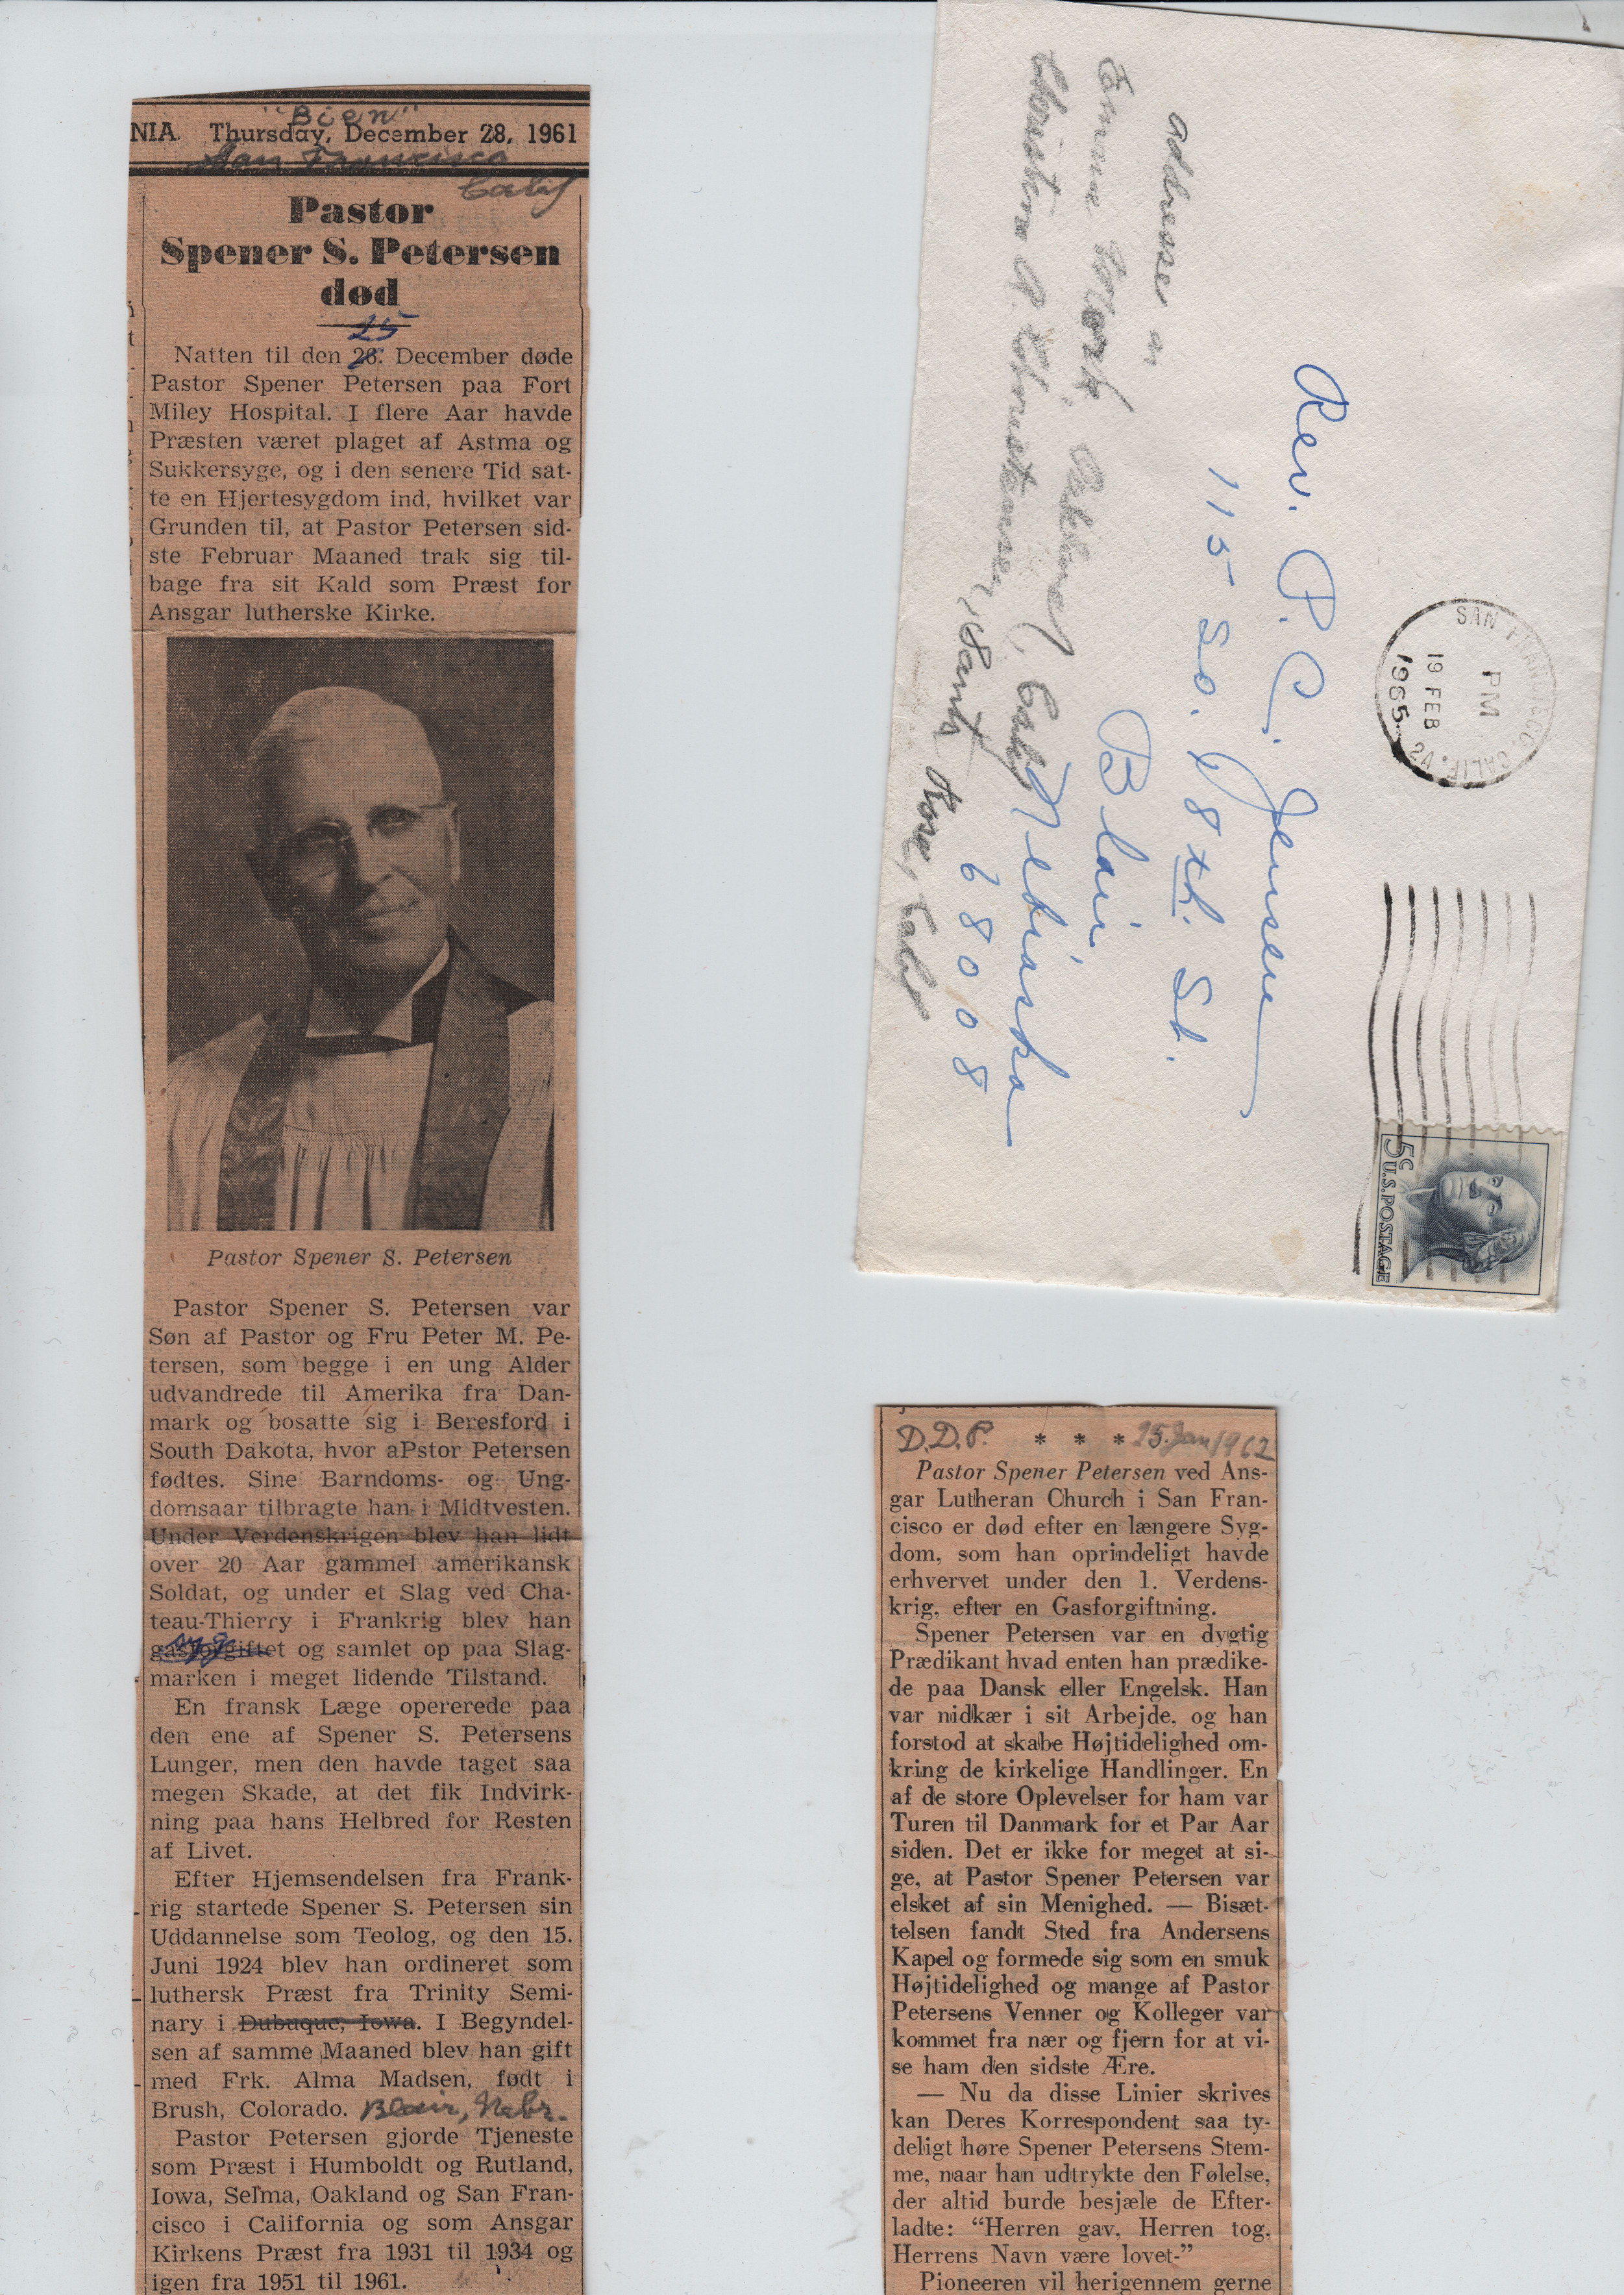 "Bien"
NIA. Thursday, December 28, 1961
San Francisco
Calif
Pastor
Spener S. Petersen
død
25
Natten til den 26. December døde
Pastor Spener Petersen paa Fort
Miley Hospital. I flere Aar havde
Præsten været plaget af Astma og
Sukkersyge, og i den senere Tid sat-
te en Hjertesygdom ind, hvilket var
Grunden til, at Pastor Petersen sid-
ste Februar Maaned trak sig til-
bage fra sit Kald som Præst for
Ansgar lutherske Kirke.
Pastor Spener S. Petersen
Pastor Spener S. Petersen var
Søn af Pastor og Fru Peter M. Pe-
tersen, som begge i en ung Alder
udvandrede til Amerika fra Dan-
mark og bosatte sig i Beresford i
South Dakota, hvor aPstor Petersen
fødtes. Sine Barndoms- og Ung-
domsaar tilbragte han i Midtvesten.
Under Verdenskrigen blev han lidt
over 20 Aar gammel amerikansk
Soldat, og under et Slag ved Cha-
teau-Thierry i Frankrig blev han
syg
gasforgiftet og samlet op paa Slag-
marken i meget lidende Tilstand.
En fransk Læge opererede paa
den ene af Spener S. Petersens
Lunger, men den havde taget saa
megen Skade, at det fik Indvirk-
ning paa hans Helbred for Resten
af Livet.
Efter Hjemsendelsen fra Frank-
rig startede Spener S. Petersen sin
Uddannelse som Teolog, og den 15.
Juni 1924 blev han ordineret som
luthersk Præst fra Trinity Semi-
nary i Dubuque, Iowa. I Begyndel-
sen af samme Maaned blev han gift
med Frk. Alma Madsen, født i
Brush, Colorado. Blair, Nebr.
Pastor Petersen gjorde Tjeneste
som Præst i Humboldt og Rutland,
Iowa, Selma, Oakland og San Fran-
cisco i California og som Ansgar
Kirkens Præst fra 1931 til 1934 og
igen fra 1951 til 1961.
SAN FRANCISCO, CALIF.
PM
19 FEB
1965
5c U.S. POSTAGE
Rev. P. C. Jensen
115 So. 18th. St.
Blair
Nebraska
68008
addresse
Calif
Santa Rosa, Calif
D.D.P. * * * 25. Jan 1962
Pastor Spener Petersen ved Ans-
gar Lutheran Church i San Fran-
cisco er død efter en længere Syg-
dom, som han oprindeligt havde
erhvervet under den 1. Verdens-
krig, efter en Gasforgiftning.
Spener Petersen var en dygtig
Prædikant hvad enten han prædike-
de paa Dansk eller Engelsk. Han
var nidkær i sit Arbejde, og han
forstod at skabe Højtidelighed om-
kring de kirkelige Handlinger. En
af de store Oplevelser for ham var
Turen til Danmark for et Par Aar
siden. Det er ikke for meget at si-
ge, at Pastor Spener Petersen var
elsket af sin Menighed. — Bisæt-
telsen fandt Sted fra Andersens
Kapel og formede sig som en smuk
Højtidelighed og mange af Pastor
Petersens Venner og Kolleger var
kommet fra nær og fjern for at vi-
se ham den sidste Ære.
— Nu da disse Linier skrives
kan Deres Korrespondent saa ty-
deligt høre Spener Petersens Stem-
me, naar han udtrykte den Følelse,
der altid burde besjæle de Efter-
ladte: "Herren gav, Herren tog,
Herrens Navn være lovet-"
Pioneeren vil herigennem gerne